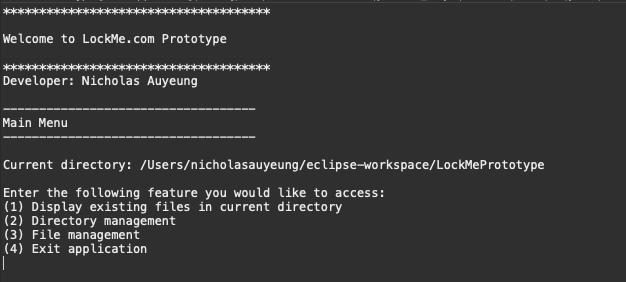 *************************************
Welcome to LockMe.com Prototype
*************************************
Developer: Nicholas Auyeung
-----------------------------------
Main Menu
-----------------------------------
Current directory: /Users/nicholasauyeung/eclipse-workspace/LockMePrototype
Enter the following feature you would like to access:
(1) Display existing files in current directory
(2) Directory management
(3) File management
(4) Exit application